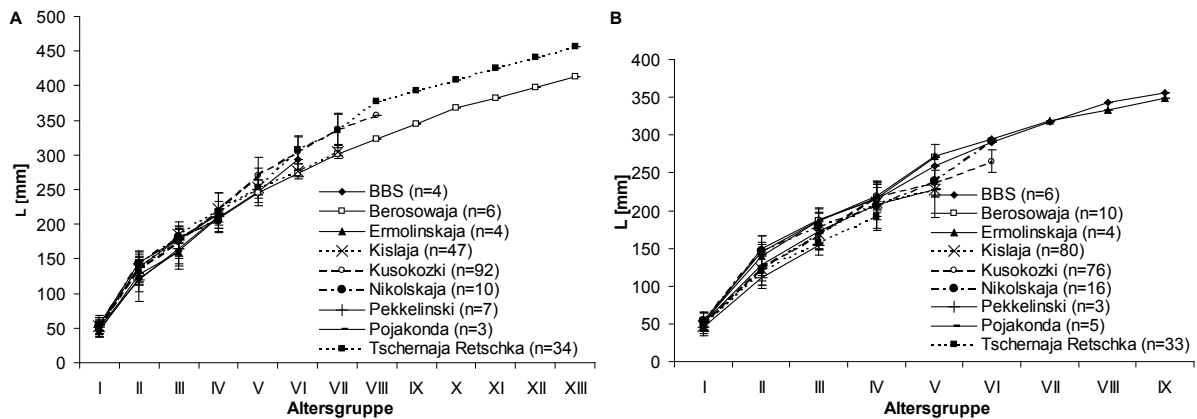 A
L [mm]
500
450
400
350
300
250
200
150
100
50
0
BBS (n=4)
Berosowaja (n=6)
Ermolinskaja (n=4)
Kislaja (n=47)
Kusokozki (n=92)
Nikolskaja (n=10)
Pekkelinski (n=7)
Pojakonda (n=3)
Tschernaja Retschka (n=34)
I II III IV V VI VII VIII IX X XI XII XIII
Altersgruppe
B
L [mm]
400
350
300
250
200
150
100
50
0
BBS (n=6)
Berosowaja (n=10)
Ermolinskaja (n=4)
Kislaja (n=80)
Kusokozki (n=76)
Nikolskaja (n=16)
Pekkelinski (n=3)
Pojakonda (n=5)
Tschernaja Retschka (n=33)
I II III IV V VI VII VIII IX
Altersgruppe